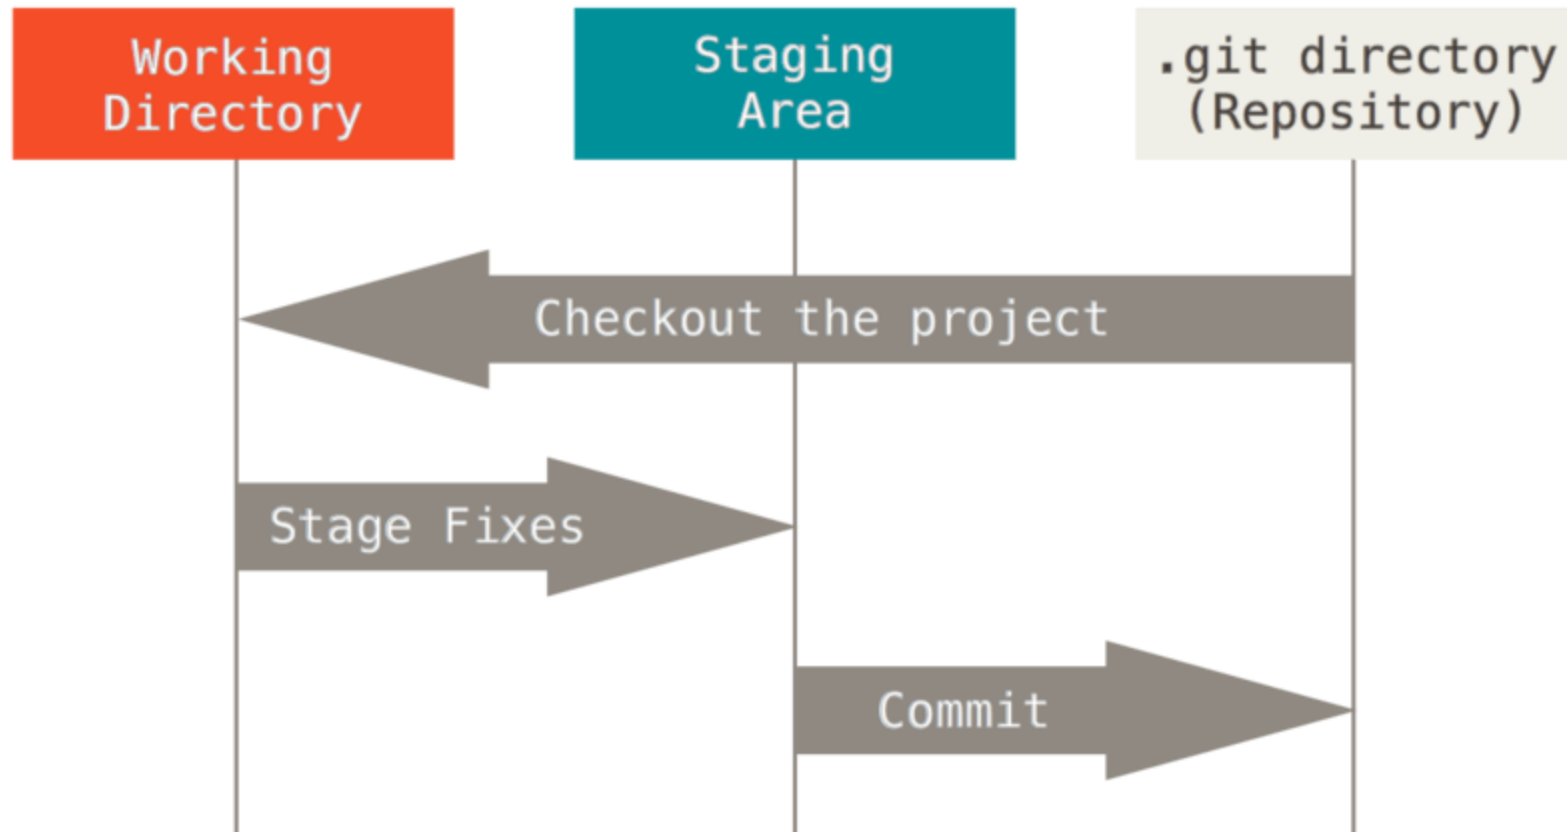 Working
Directory
Staging
Area
.git directory
(Repository)
Checkout the project
Stage Fixes
Commit